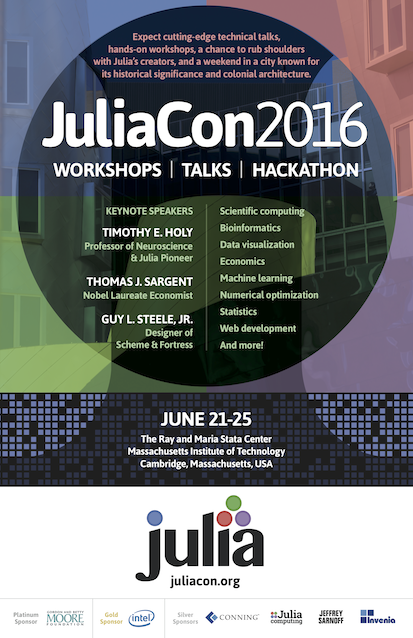 Expect cutting-edge technical talks,
hands-on workshops, a chance to rub shoulders
with Julia's creators, and a weekend in a city known for
its historical significance and colonial architecture.
JuliaCon2016
WORKSHOPS | TALKS | HACKATHON
KEYNOTE SPEAKERS
TIMOTHY E. HOLY
Professor of Neuroscience
& Julia Pioneer
THOMAS J. SARGENT
Nobel Laureate Economist
GUY L. STEELE, JR.
Designer of
Scheme & Fortress
Scientific computing
Bioinformatics
Data visualization
Economics
Machine learning
Numerical optimization
Statistics
Web development
And more!
JUNE 21-25
The Ray and Maria Stata Center
Massachusetts Institute of Technology
Cambridge, Massachusetts, USA
julia
juliacon.org
Platinum
Sponsor
GORDON AND BETTY
MOORE
FOUNDATION
Gold
Sponsor
intel
Silver
Sponsors
CONNING
Julia
computing
JEFFREY
SARNOFF
Invenia